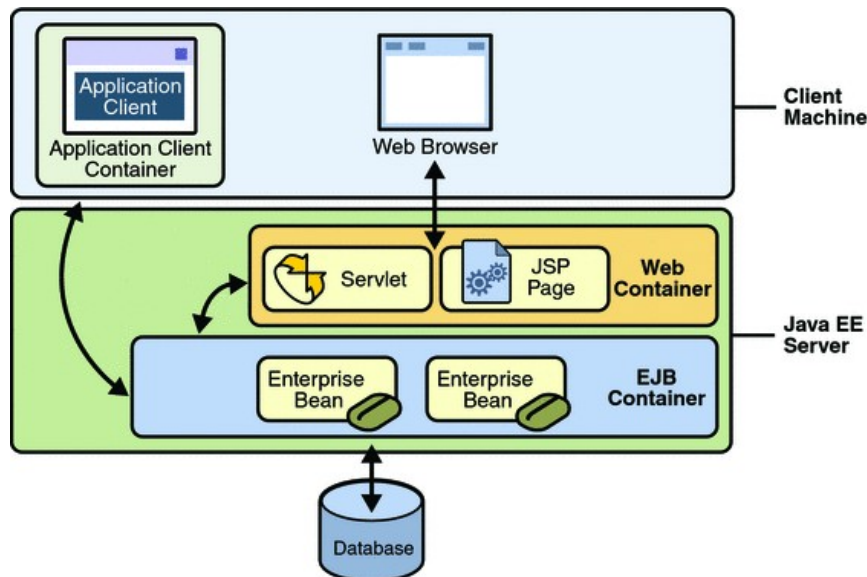 Application
Client
Application Client
Container
Web Browser
Client
Machine
Servlet
JSP
Page
Web
Container
Java EE
Server
Enterprise
Bean
Enterprise
Bean
EJB
Container
Database